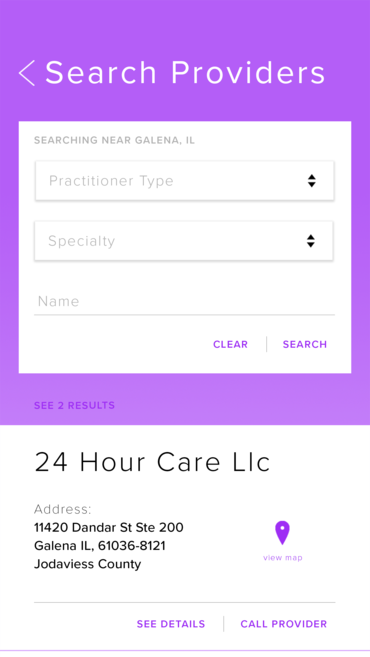 Search Providers
SEARCHING NEAR GALENA, IL
Practitioner Type
Specialty
Name
CLEAR
SEARCH
SEE 2 RESULTS
24 Hour Care Llc
Address:
11420 Dandar St Ste 200
Galena IL, 61036-8121
Jodaviess County
view map
SEE DETAILS
CALL PROVIDER